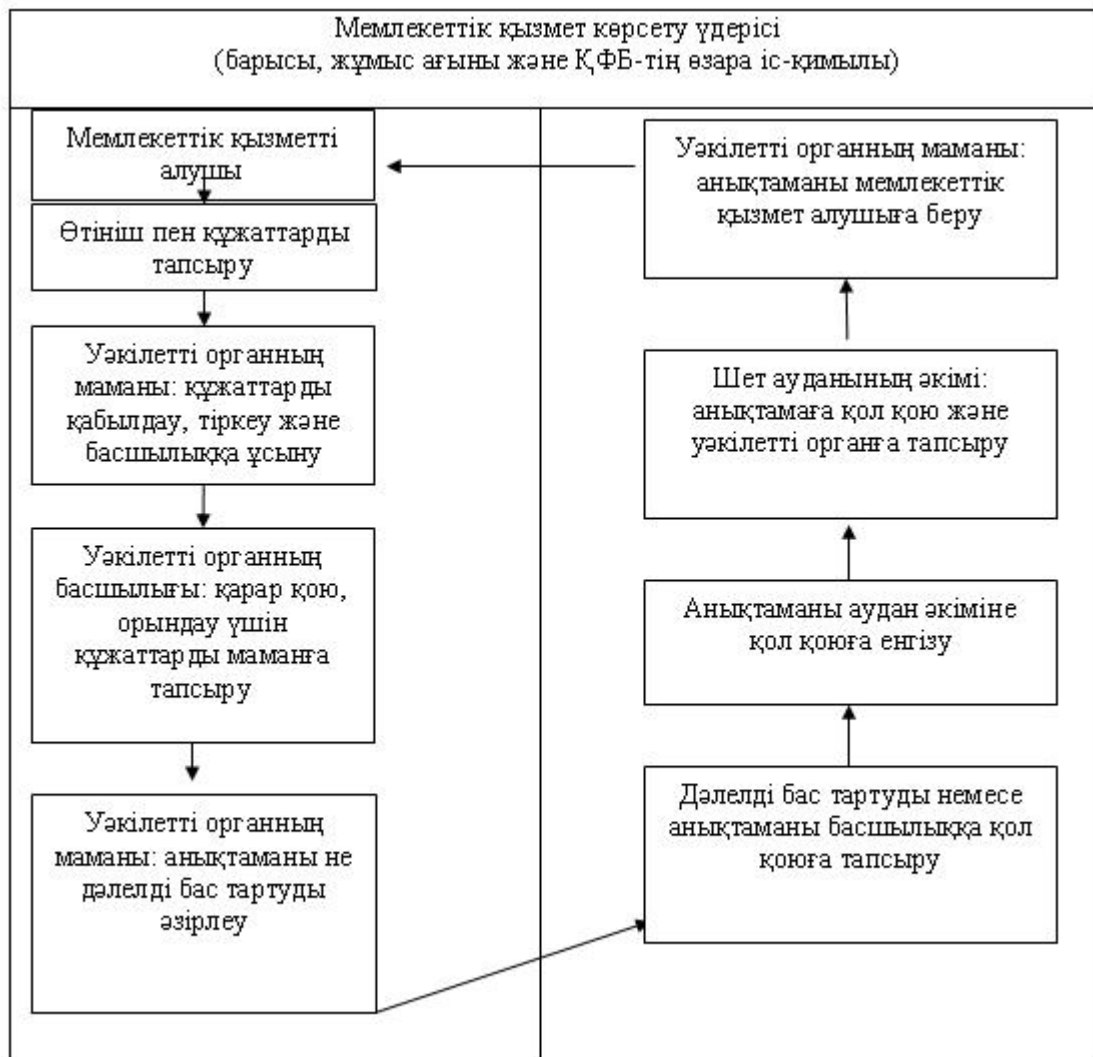 Мемлекеттік қызмет көрсету үдерісі
(барысы, жұмыс ағыны және ҚФБ-тің өзара іс-қимылы)
Мемлекеттік қызметті
алушы
Өтініш пен құжаттарды
тапсыру
Уәкілетті органның
маманы: құжаттарды
қабылдау, тіркеу және
басшылыққа ұсыну
Уәкілетті органның
басшылығы: қарар қою,
орындау үшін
құжаттарды маманға
тапсыру
Уәкілетті органның
маманы: анықтаманы не
дәлелді бас тартуды
әзірлеу
Дәлелді бас тартуды немесе
анықтаманы басшылыққа қол
қоюға тапсыру
Анықтаманы аудан әкіміне
қол қоюға енгізу
Шет ауданының әкімі:
анықтамаға қол қою және
уәкілетті органға тапсыру
Уәкілетті органның маманы:
анықтаманы мемлекеттік
қызмет алушыға беру